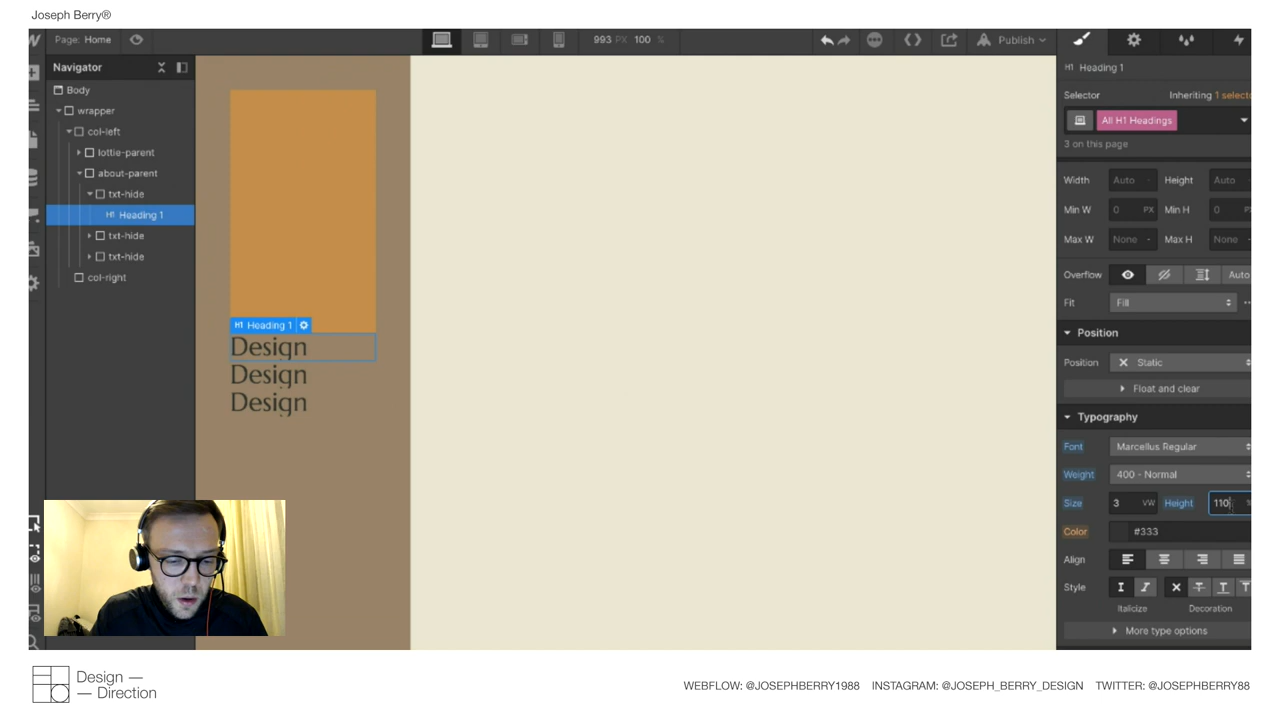 Joseph Berry®
Page: Home
993 PX 100 %
Publish
Navigator
Body
wrapper
col-left
lottie-parent
about-parent
txt-hide
H1 Heading 1
txt-hide
txt-hide
col-right
H1 Heading 1
Design
Design
Design
H1 Heading 1
Selector Inheriting 1 selecto
All H1 Headings
3 on this page
Width Auto - Height Auto
Min W 0 PX Min H 0 P
Max W None - Max H None -
Overflow Auto
Fit Fill
Position
Position Static
Float and clear
Typography
Font Marcellus Regular
Weight 400 - Normal
Size 3 VW Height 110 %
Color #333
Align
Style
Italicize Decoration
More type options
Design —
— Direction
WEBFLOW: @JOSEPHBERRY1988 INSTAGRAM: @JOSEPH_BERRY_DESIGN TWITTER: @JOSEPHBERRY88